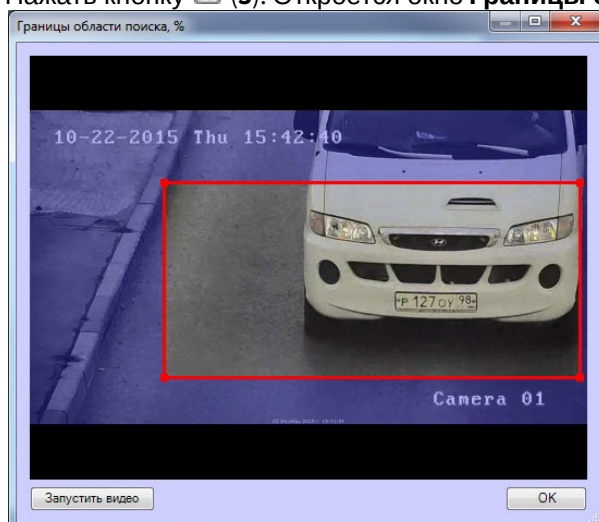 Нажать кнопку (3). Откроется окно Границы
Границы области поиска, %
10-22-2015 Thu 15:42:40
Р 127 ОУ 98
Camera 01
Запустить видео
OK